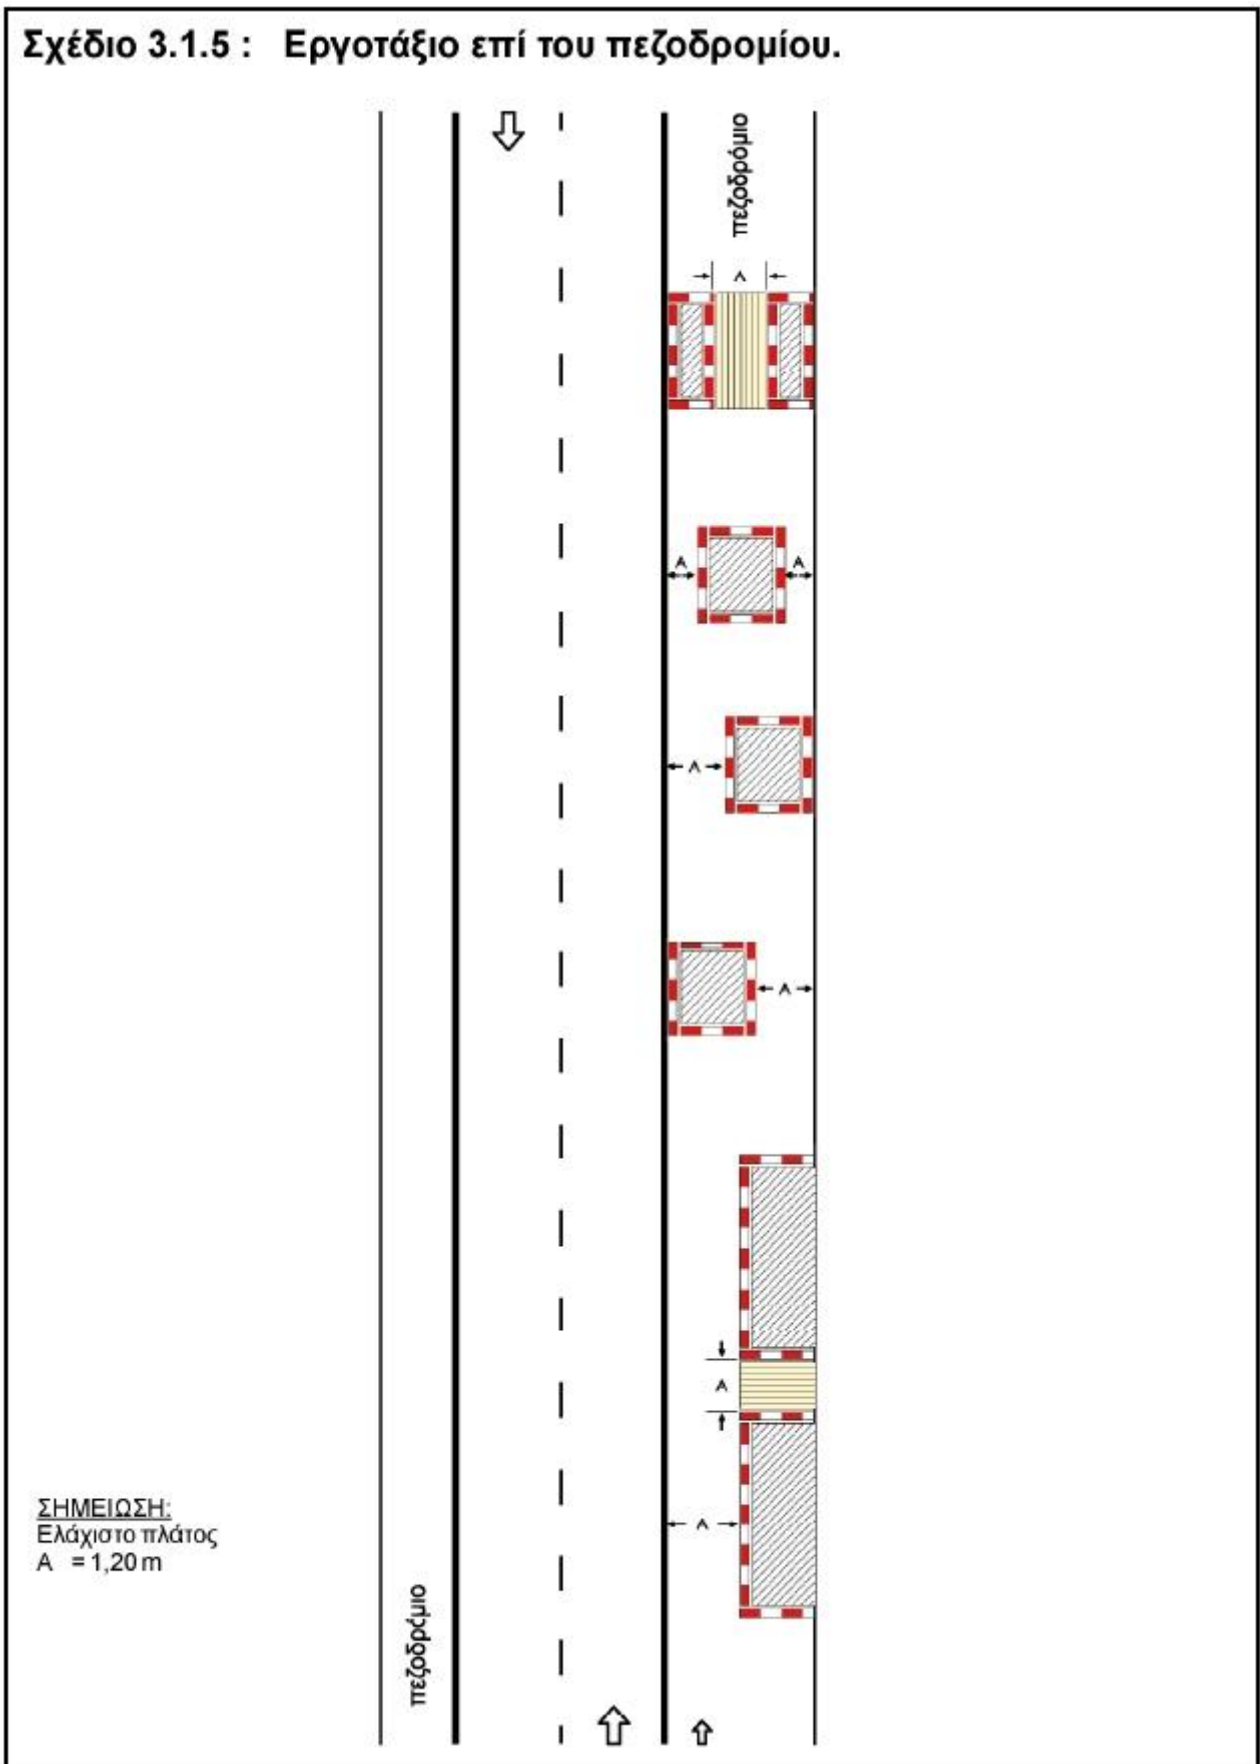 Σχέδιο 3.1.5 : Εργοτάξιο επί του πεζοδρομίου.
πεζοδρόμιο
A
A
A
A
A
A
A
ΣΗΜΕΙΩΣΗ:
Ελάχιστο πλάτος
A = 1,20 m
πεζοδρόμιο